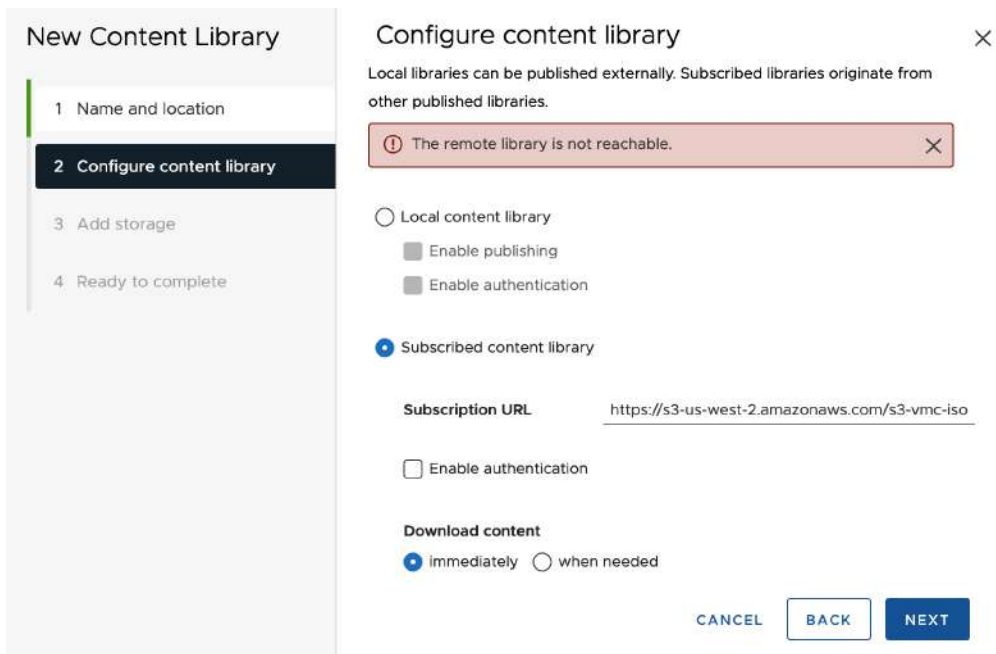 New Content Library
1 Name and location
2 Configure content library
3 Add storage
4 Ready to complete
Configure content library
Local libraries can be published externally. Subscribed libraries originate from
other published libraries.
The remote library is not reachable.
Local content library
Enable publishing
Enable authentication
Subscribed content library
Subscription URL https://s3-us-west-2.amazonaws.com/s3-vmc-iso
Enable authentication
Download content
immediately when needed
CANCEL BACK NEXT